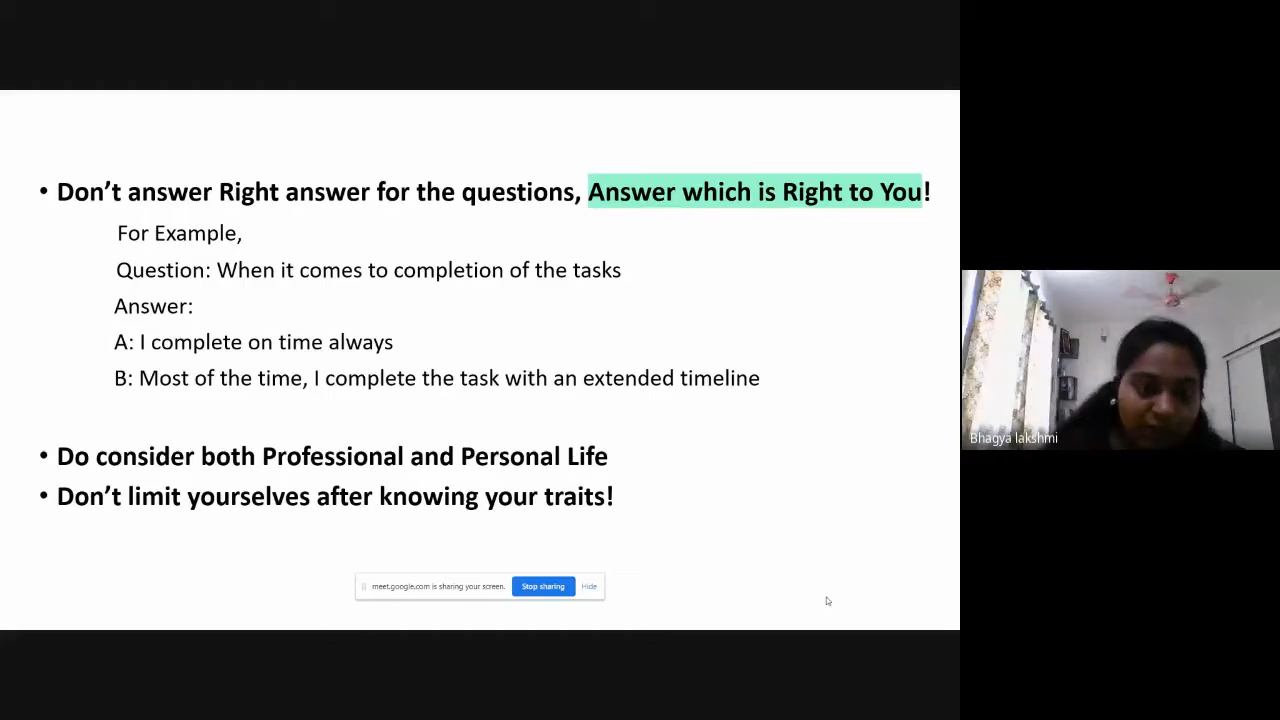 • Don’t answer Right answer for the questions, Answer which is Right to You!
For Example,
Question: When it comes to completion of the tasks
Answer:
A: I complete on time always
B: Most of the time, I complete the task with an extended timeline
• Do consider both Professional and Personal Life
• Don’t limit yourselves after knowing your traits!
meet.google.com is sharing your screen. Stop sharing Hide
Bhagya lakshmi